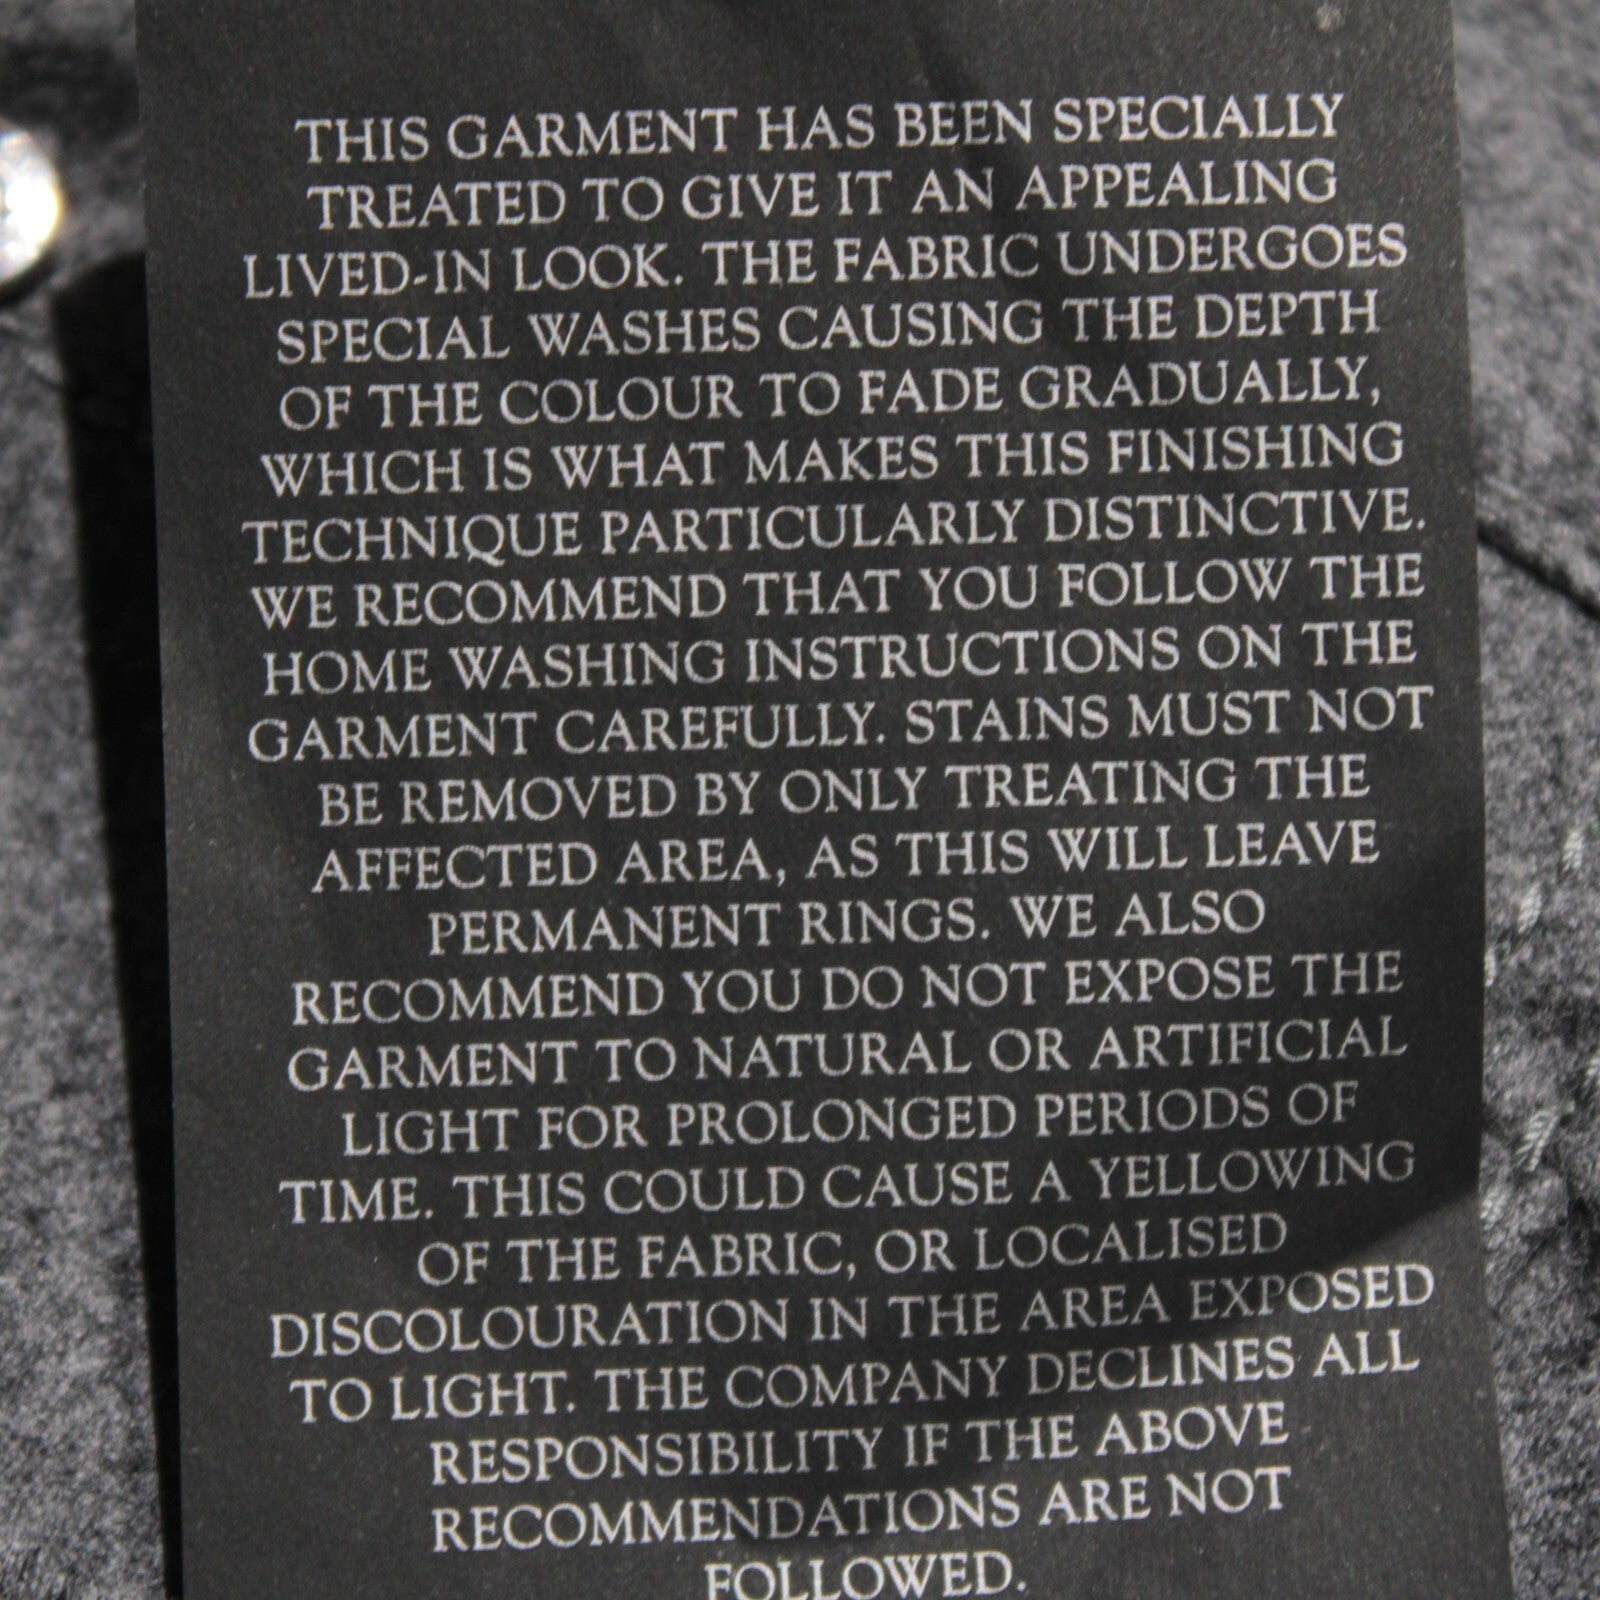 THIS GARMENT HAS BEEN SPECIALLY
TREATED TO GIVE IT AN APPEALING
LIVED-IN LOOK. THE FABRIC UNDERGOES
SPECIAL WASHES CAUSING THE DEPTH
OF THE COLOUR TO FADE GRADUALLY,
WHICH IS WHAT MAKES THIS FINISHING
TECHNIQUE PARTICULARLY DISTINCTIVE.
WE RECOMMEND THAT YOU FOLLOW THE
HOME WASHING INSTRUCTIONS ON THE
GARMENT CAREFULLY. STAINS MUST NOT
BE REMOVED BY ONLY TREATING THE
AFFECTED AREA, AS THIS WILL LEAVE
PERMANENT RINGS. WE ALSO
RECOMMEND YOU DO NOT EXPOSE THE
GARMENT TO NATURAL OR ARTIFICIAL
LIGHT FOR PROLONGED PERIODS OF
TIME. THIS COULD CAUSE A YELLOWING
OF THE FABRIC, OR LOCALISED
DISCOLOURATION IN THE AREA EXPOSED
TO LIGHT. THE COMPANY DECLINES ALL
RESPONSIBILITY IF THE ABOVE
RECOMMENDATIONS ARE NOT
FOLLOWED.